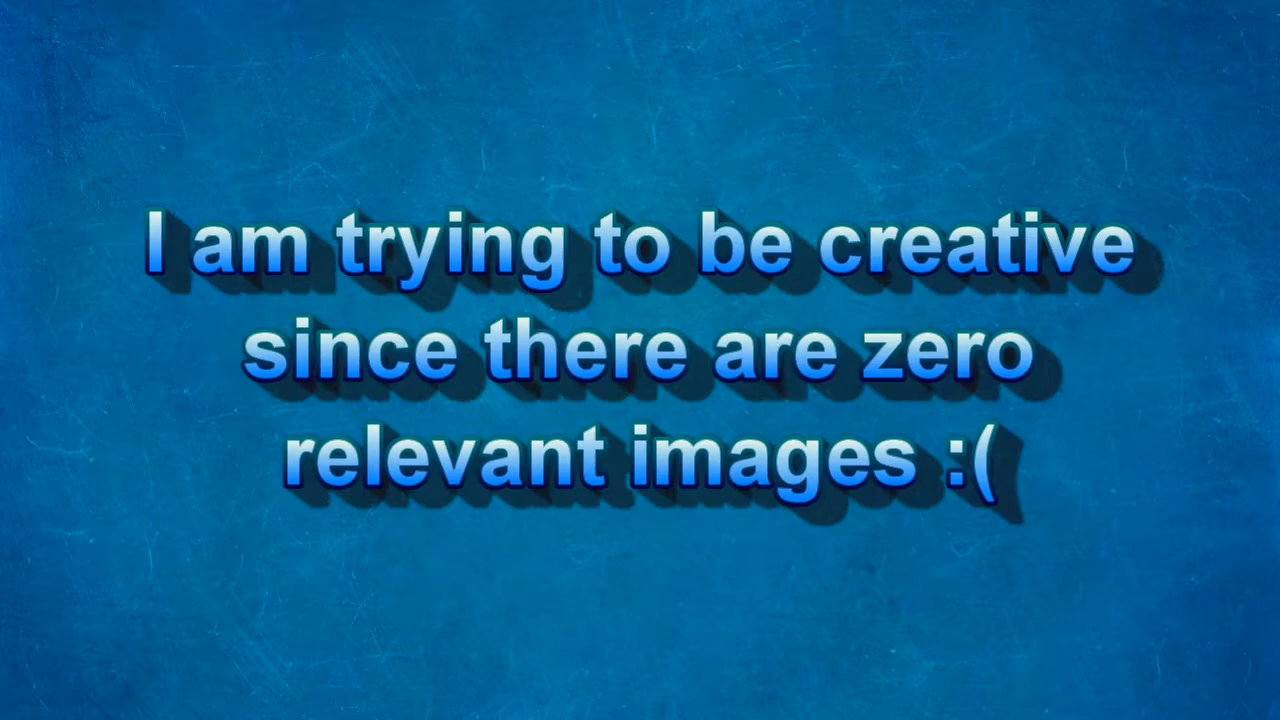 I am trying to be creative
since there are zero
relevant images :(